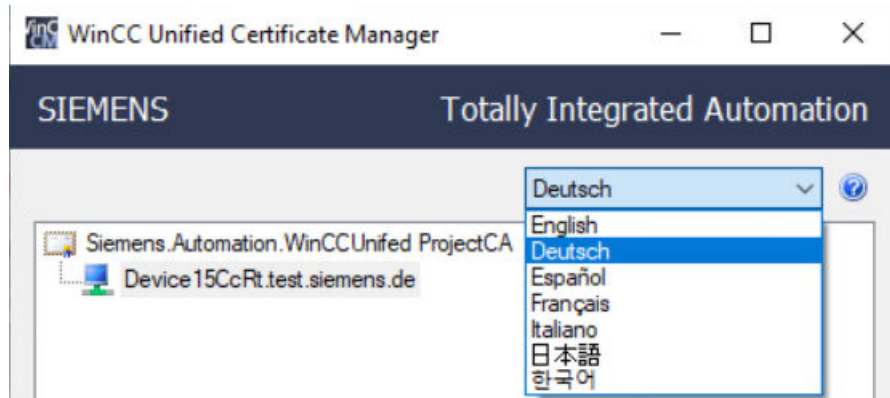 WinCC Unified Certificate Manager
SIEMENS Totally Integrated Automation
Deutsch
English
Siemens.Automation.WinCCUnifed ProjectCA
Deutsch
Device15CcRt.test.siemens.de
Español
Français
Italiano
日本語
한국어